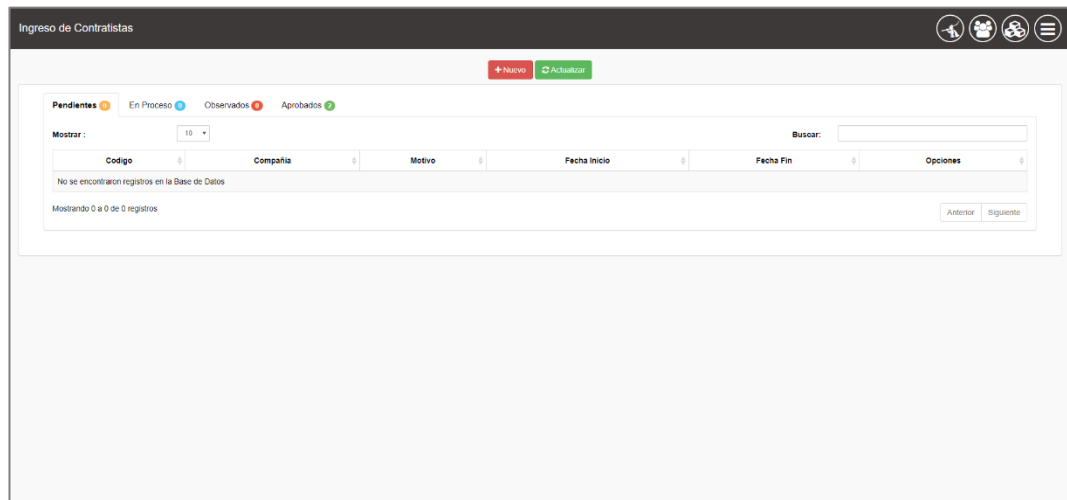 Ingreso de Contratistas
+ Nuevo Actualizar
Pendientes 0 En Proceso 0 Observados 0 Aprobados 2
Mostrar : 10 Buscar:
Codigo Compañia Motivo Fecha Inicio Fecha Fin Opciones
No se encontraron registros en la Base de Datos
Mostrando 0 a 0 de 0 registros
Anterior Siguiente